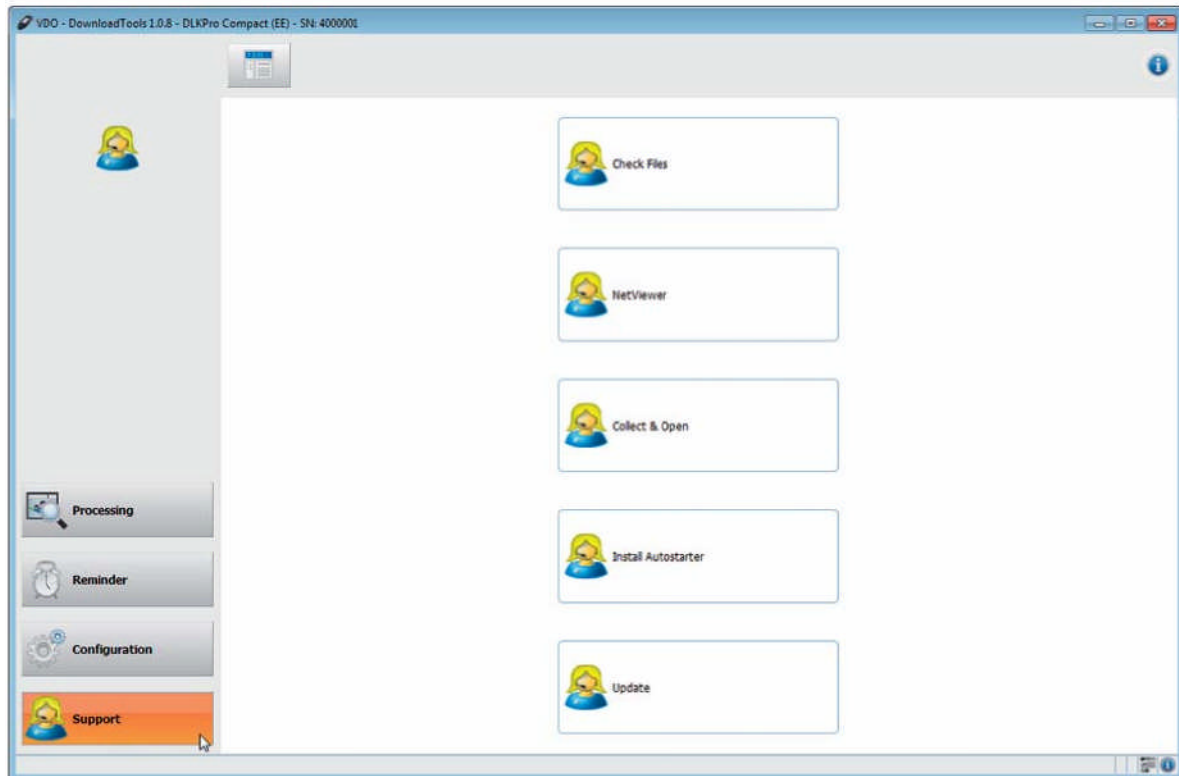 VDO - DownloadTools 1.0.8 - DLKPro Compact (EE) - SN: 4000001
Check Files
NetViewer
Collect & Open
Install Autostarter
Update
Processing
Reminder
Configuration
Support